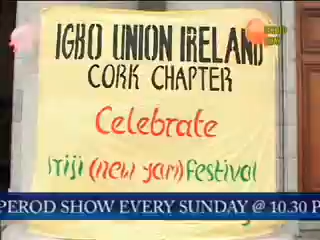 IGBO UNION IRELAND
CORK CHAPTER
Celebrate
Iriji (new yam) Festival
PEROD SHOW EVERY SUNDAY @ 10.30 P